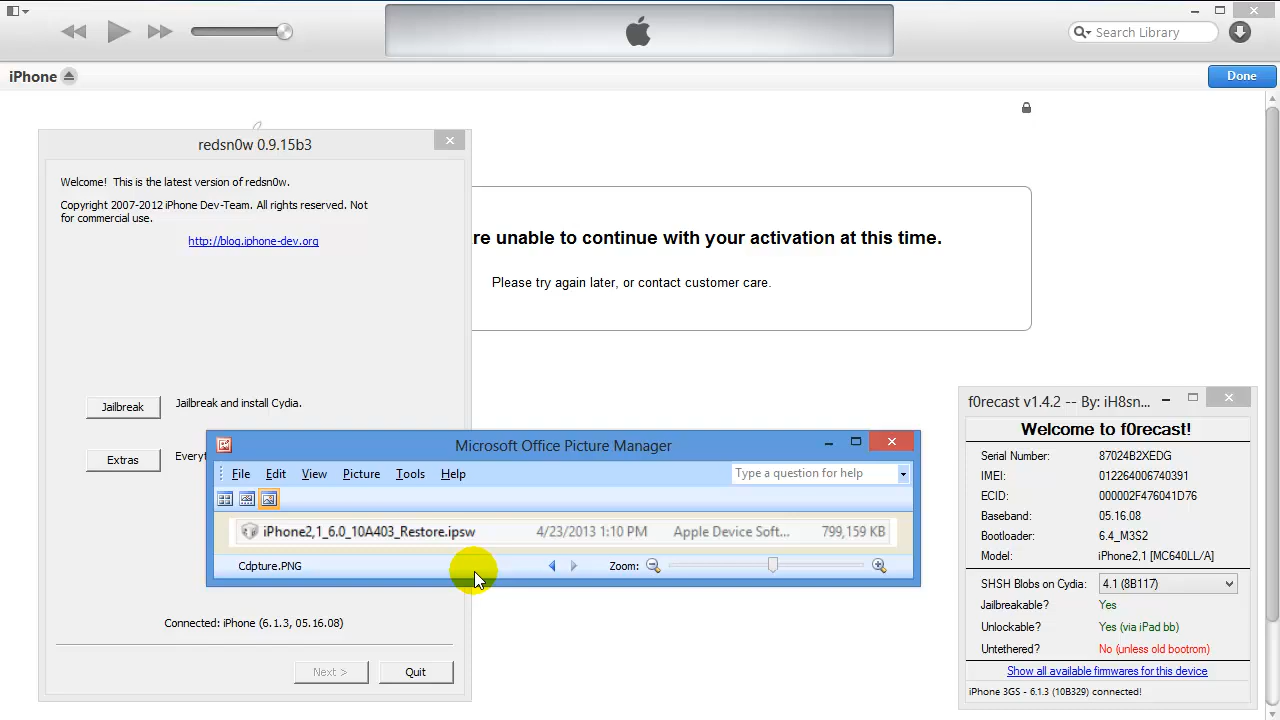 Search Library
iPhone
Done
redsn0w 0.9.15b3
Welcome!  This is the latest version of redsn0w.
Copyright 2007-2012 iPhone Dev-Team. All rights reserved. Not
for commercial use.
http://blog.iphone-dev.org
re unable to continue with your activation at this time.
Please try again later, or contact customer care.
Jailbreak
Jailbreak and install Cydia.
Extras
Everyt
Microsoft Office Picture Manager
File Edit View Picture Tools Help
Type a question for help
iPhone2,1_6.0_10A403_Restore.ipsw 4/23/2013 1:10 PM Apple Device Soft... 799,159 KB
Cdpture.PNG
Zoom:
Connected: iPhone (6.1.3, 05.16.08)
Next >
Quit
f0recast v1.4.2 -- By: iH8sn...
Welcome to f0recast!
Serial Number: 87024B2XEDG
IMEI: 012264006740391
ECID: 000002F476041D76
Baseband: 05.16.08
Bootloader: 6.4_M3S2
Model: iPhone2,1 [MC640LL/A]
SHSH Blobs on Cydia: 4.1 (8B117)
Jailbreakable? Yes
Unlockable? Yes (via iPad bb)
Untethered? No (unless old bootrom)
Show all available firmwares for this device
iPhone 3GS - 6.1.3 (10B329) connected!